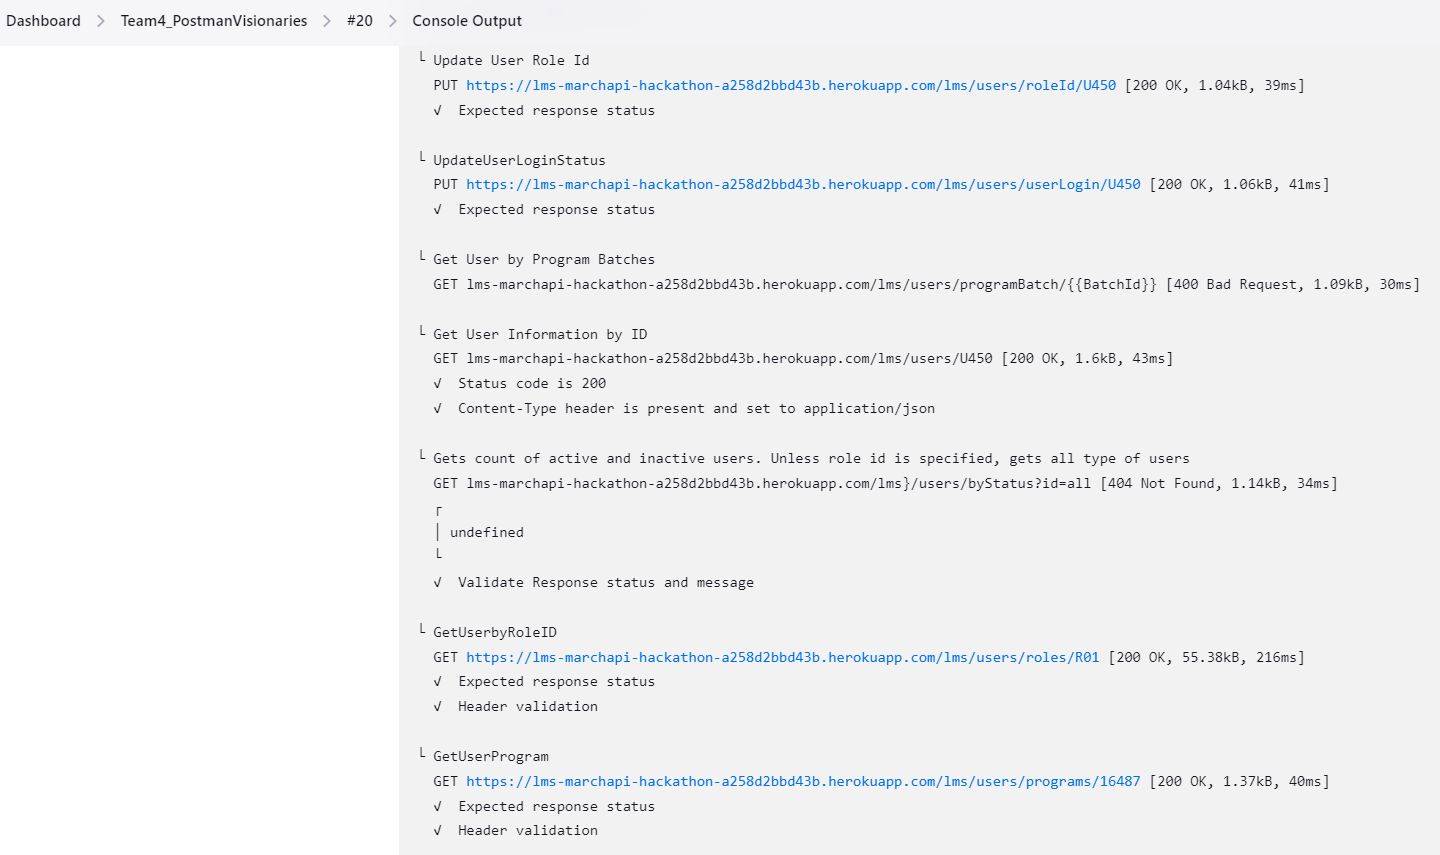 Dashboard > Team4_PostmanVisionaries > #20 > Console Output
└ Update User Role Id
PUT https://lms-marchapi-hackathon-a258d2bbd43b.herokuapp.com/lms/users/roleId/U450 [200 OK, 1.04kB, 39ms]
√ Expected response status
└ UpdateUserLoginStatus
PUT https://lms-marchapi-hackathon-a258d2bbd43b.herokuapp.com/lms/users/userLogin/U450 [200 OK, 1.06kB, 41ms]
√ Expected response status
└ Get User by Program Batches
GET lms-marchapi-hackathon-a258d2bbd43b.herokuapp.com/lms/users/programBatch/{{BatchId}} [400 Bad Request, 1.09kB, 30ms]
└ Get User Information by ID
GET lms-marchapi-hackathon-a258d2bbd43b.herokuapp.com/lms/users/U450 [200 OK, 1.6kB, 43ms]
√ Status code is 200
√ Content-Type header is present and set to application/json
└ Gets count of active and inactive users. Unless role id is specified, gets all type of users
GET lms-marchapi-hackathon-a258d2bbd43b.herokuapp.com/lms}/users/byStatus?id=all [404 Not Found, 1.14kB, 34ms]
┌
│ undefined
└
√ Validate Response status and message
└ GetUserbyRoleID
GET https://lms-marchapi-hackathon-a258d2bbd43b.herokuapp.com/lms/users/roles/R01 [200 OK, 55.38kB, 216ms]
√ Expected response status
√ Header validation
└ GetUserProgram
GET https://lms-marchapi-hackathon-a258d2bbd43b.herokuapp.com/lms/users/programs/16487 [200 OK, 1.37kB, 40ms]
√ Expected response status
√ Header validation